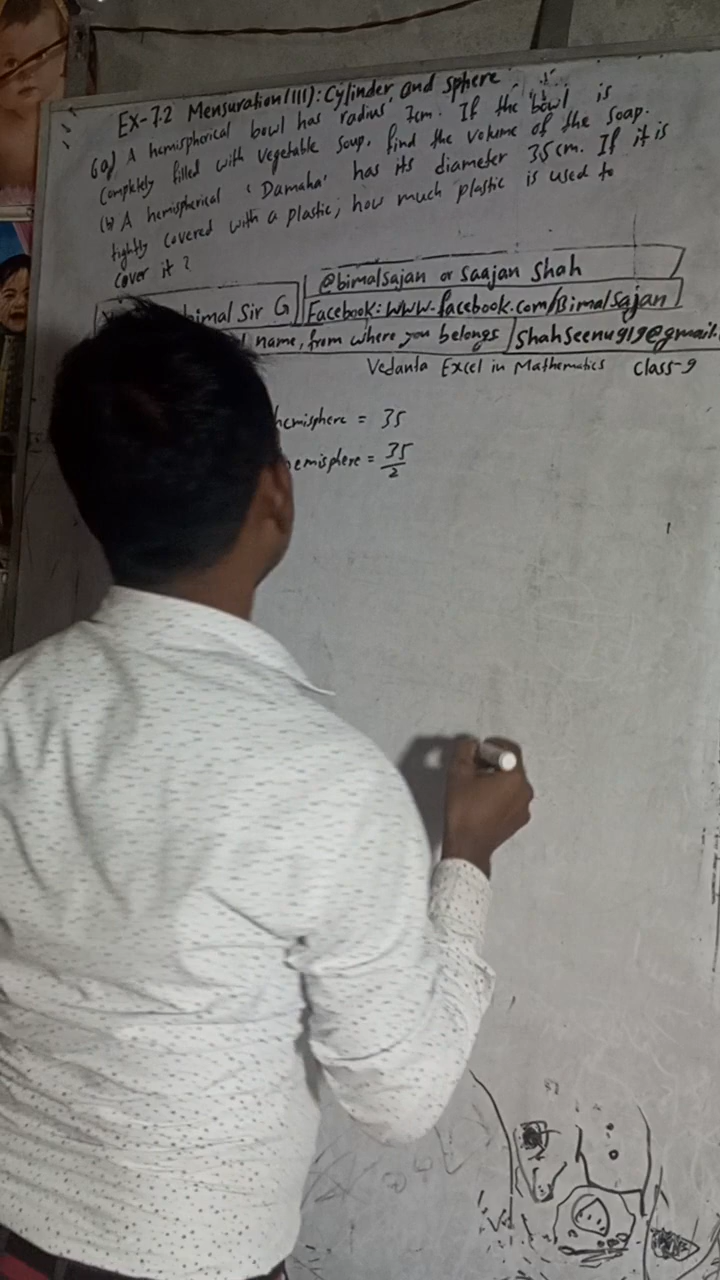 Ex-7.2 Mensuration(III): Cylinder and sphere
6a) A hemispherical bowl has radius 7cm. If the bowl is
completely filled with vegetable soup, find the volume of the soap.
(b) A hemispherical 'Damaha' has its diameter 35cm. If it is
tightly covered with a plastic, how much plastic is used to
cover it?
@bimalsajan or saajan shah
bimal Sir G
Facebook: www.facebook.com/Bimalsajan
name, from where you belongs
shahseenu919@gmail.
Vedanta Excel in Mathematics class-9
hemisphere = 35
hemisphere = 35/2